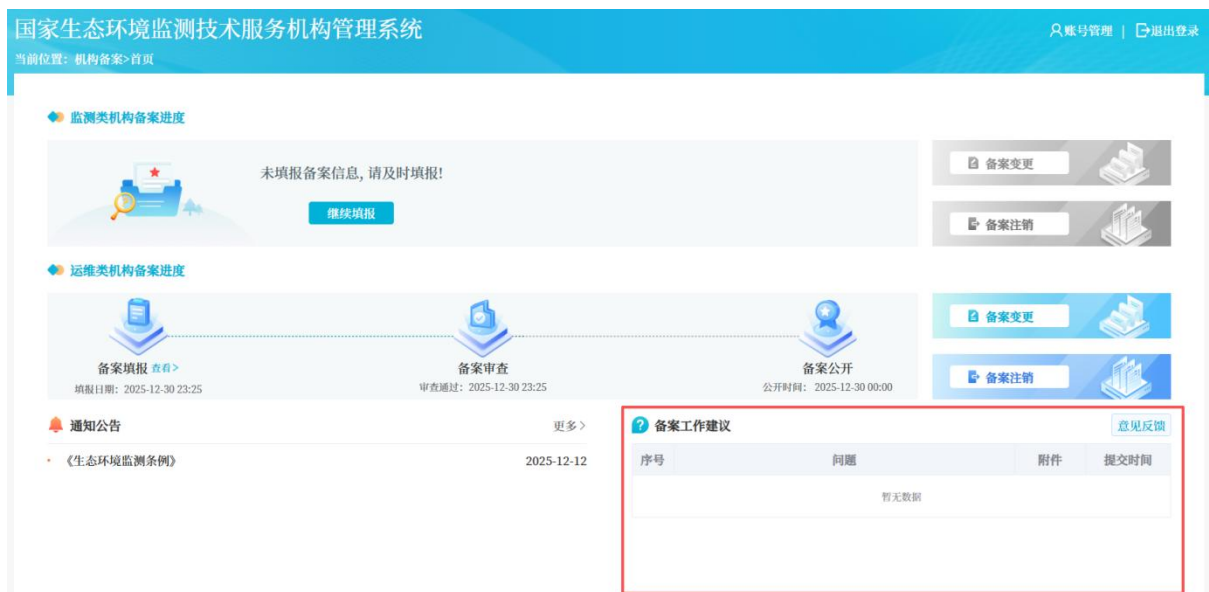 国家生态环境监测技术服务机构管理系统
账号管理 | 退出登录
当前位置：机构备案>首页
监测类机构备案进度
未填报备案信息，请及时填报！
继续填报
备案变更
备案注销
运维类机构备案进度
备案填报 查看>
填报日期：2025-12-30 23:25
备案审查
审查通过：2025-12-30 23:25
备案公开
公开时间：2025-12-30 00:00
备案变更
备案注销
通知公告 更多>
《生态环境监测条例》 2025-12-12
? 备案工作建议 意见反馈
序号 问题 附件 提交时间
暂无数据